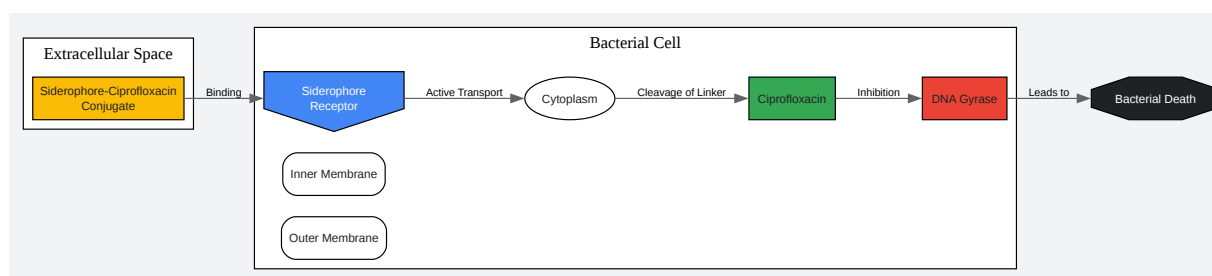 Extracellular Space
Siderophore-Ciprofloxacin
Conjugate
Binding
Bacterial Cell
Siderophore
Receptor
Active Transport
Cytoplasm
Cleavage of Linker
Ciprofloxacin
Inhibition
DNA Gyrase
Leads to
Bacterial Death
Inner Membrane
Outer Membrane